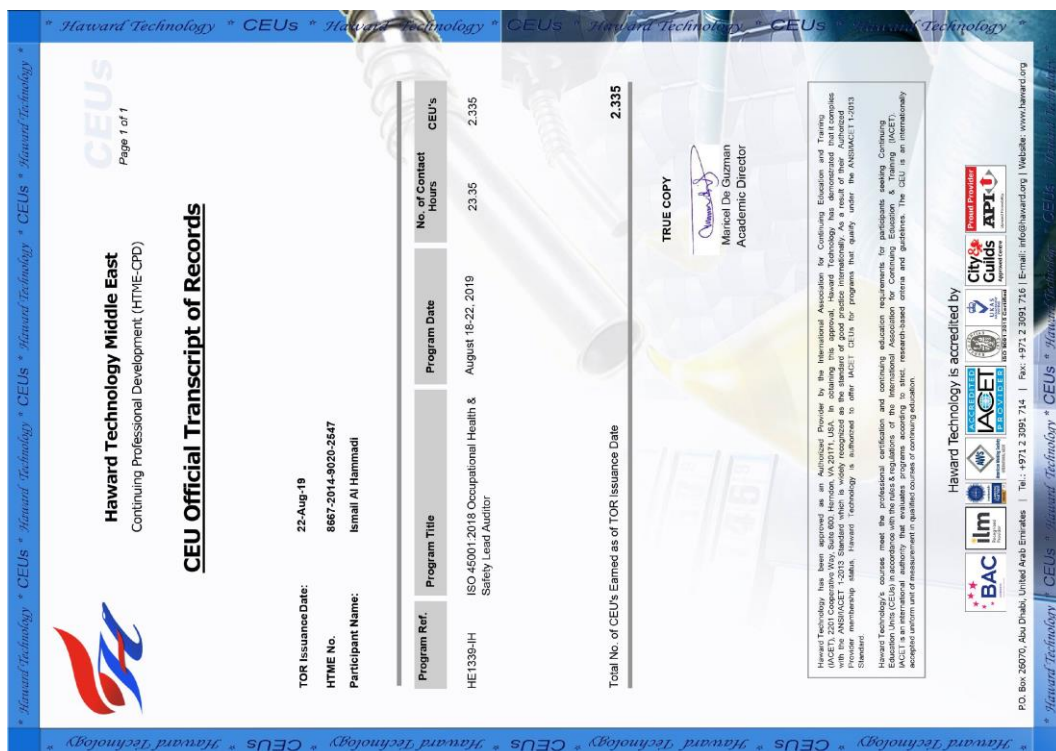 * Haward Technology * CEUs * Haward Technology * CEUs * Haward Technology * CEUs * Haward Technology *
CEUs
Page 1 of 1
Haward Technology Middle East
Continuing Professional Development (HTME-CPD)
CEU Official Transcript of Records
TOR Issuance Date: 22-Aug-19
HTME No. 8667-2014-9020-2547
Participant Name: Ismail Al Hammadi
Program Ref. Program Title Program Date No. of Contact Hours CEU's
HE1339-IH ISO 45001:2018 Occupational Health & August 18-22, 2019 23.35 2.335
Safety Lead Auditor
Total No. of CEU's Earned as of TOR Issuance Date 2.335
TRUE COPY
Maricel De Guzman
Academic Director
Haward Technology has been approved as an Authorized Provider by the International Association for Continuing Education and Training
(IACET), 2201 Cooperative Way, Suite 600, Herndon, VA 20171, USA. In obtaining this approval, Haward Technology has demonstrated that it complies
with the ANSI/IACET 1-2013 Standard which is widely recognized as the standard of good practice internationally. As a result of their Authorized
Provider membership status, Haward Technology is authorized to offer IACET CEUs for programs that qualify under the ANSI/IACET 1-2013
Standard.
Haward Technology's courses meet the professional certification and continuing education requirements for participants seeking Continuing
Education Units (CEUs) in accordance with the rules & regulations of the International Association for Continuing Education & Training (IACET).
IACET is an international authority that evaluates programs according to strict, research-based criteria and guidelines. The CEU is an internationally
accepted uniform unit of measurement in qualified courses of continuing education.
Haward Technology is accredited by
BAC
ilm
AWS
ACCREDITED
IACET
PROVIDER
UKAS
ISO 9001:2015 Certified
City& Guilds
Approved Centre
Proud Provider
API U
P.O. Box 26070, Abu Dhabi, United Arab Emirates | Tel.: +971 2 3091 714 | Fax: +971 2 3091 716 | E-mail: info@haward.org | Website: www.haward.org